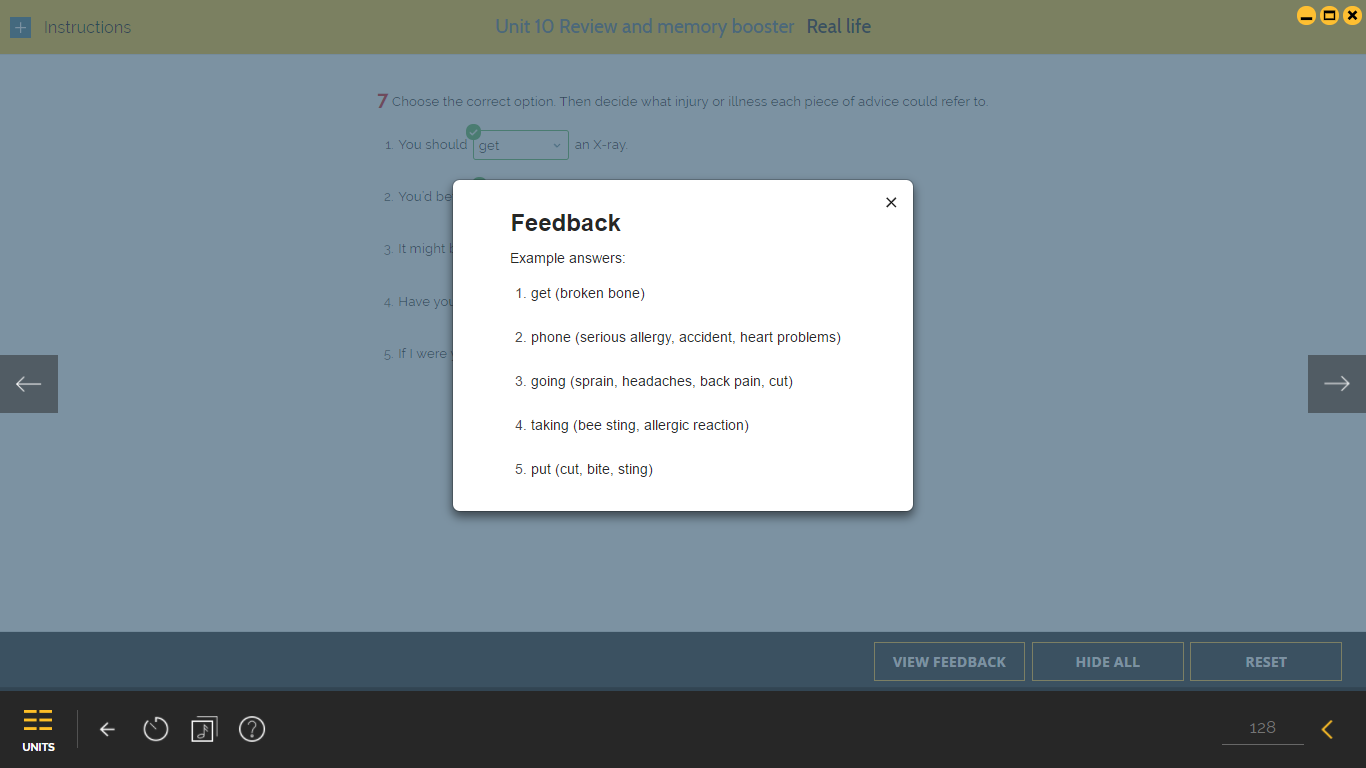 Instructions
Unit 10 Review and memory booster Real life
7 Choose the correct option. Then decide what injury or illness each piece of advice could refer to.
1. You should get an X-ray.
2. You'd be
3. It might
4. Have you
5. If I were
Feedback
Example answers:
1. get (broken bone)
2. phone (serious allergy, accident, heart problems)
3. going (sprain, headaches, back pain, cut)
4. taking (bee sting, allergic reaction)
5. put (cut, bite, sting)
VIEW FEEDBACK
HIDE ALL
RESET
UNITS
128